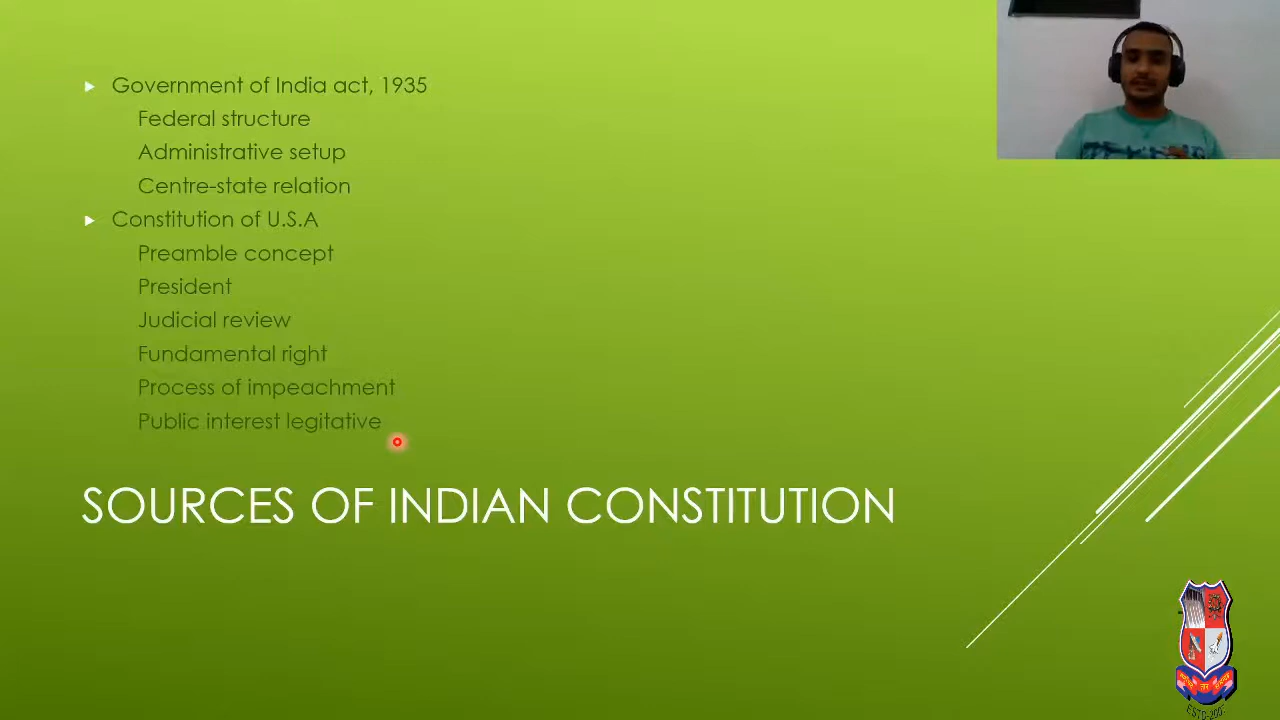 Government of India act, 1935
Federal structure
Administrative setup
Centre-state relation
Constitution of U.S.A
Preamble concept
President
Judicial review
Fundamental right
Process of impeachment
Public interest legitative
SOURCES OF INDIAN CONSTITUTION